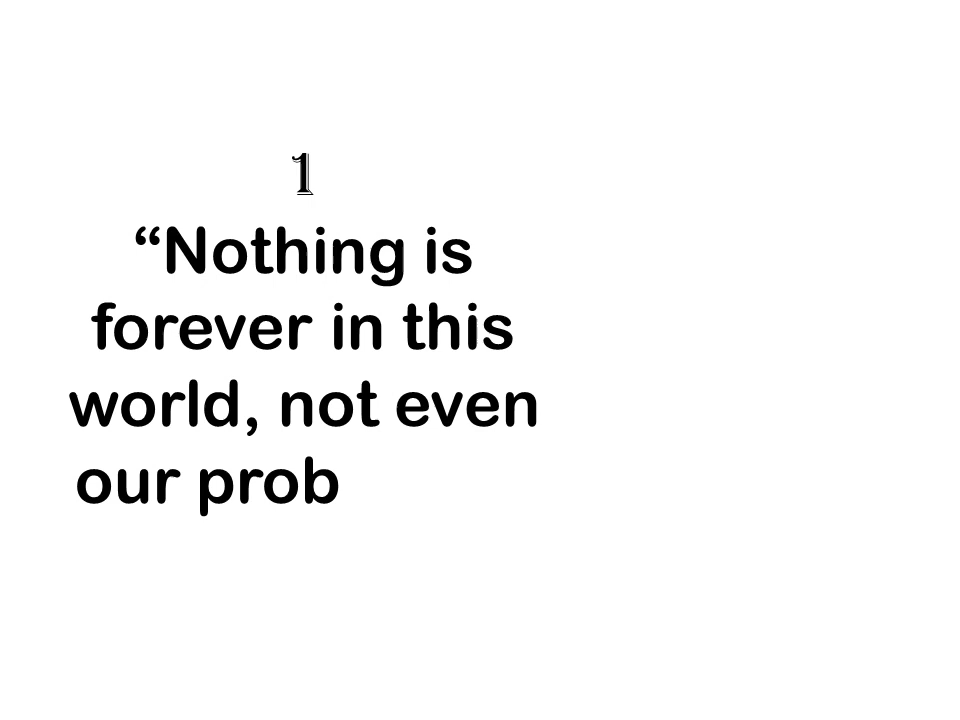 1
“Nothing is
forever in this
world, not even
our prob